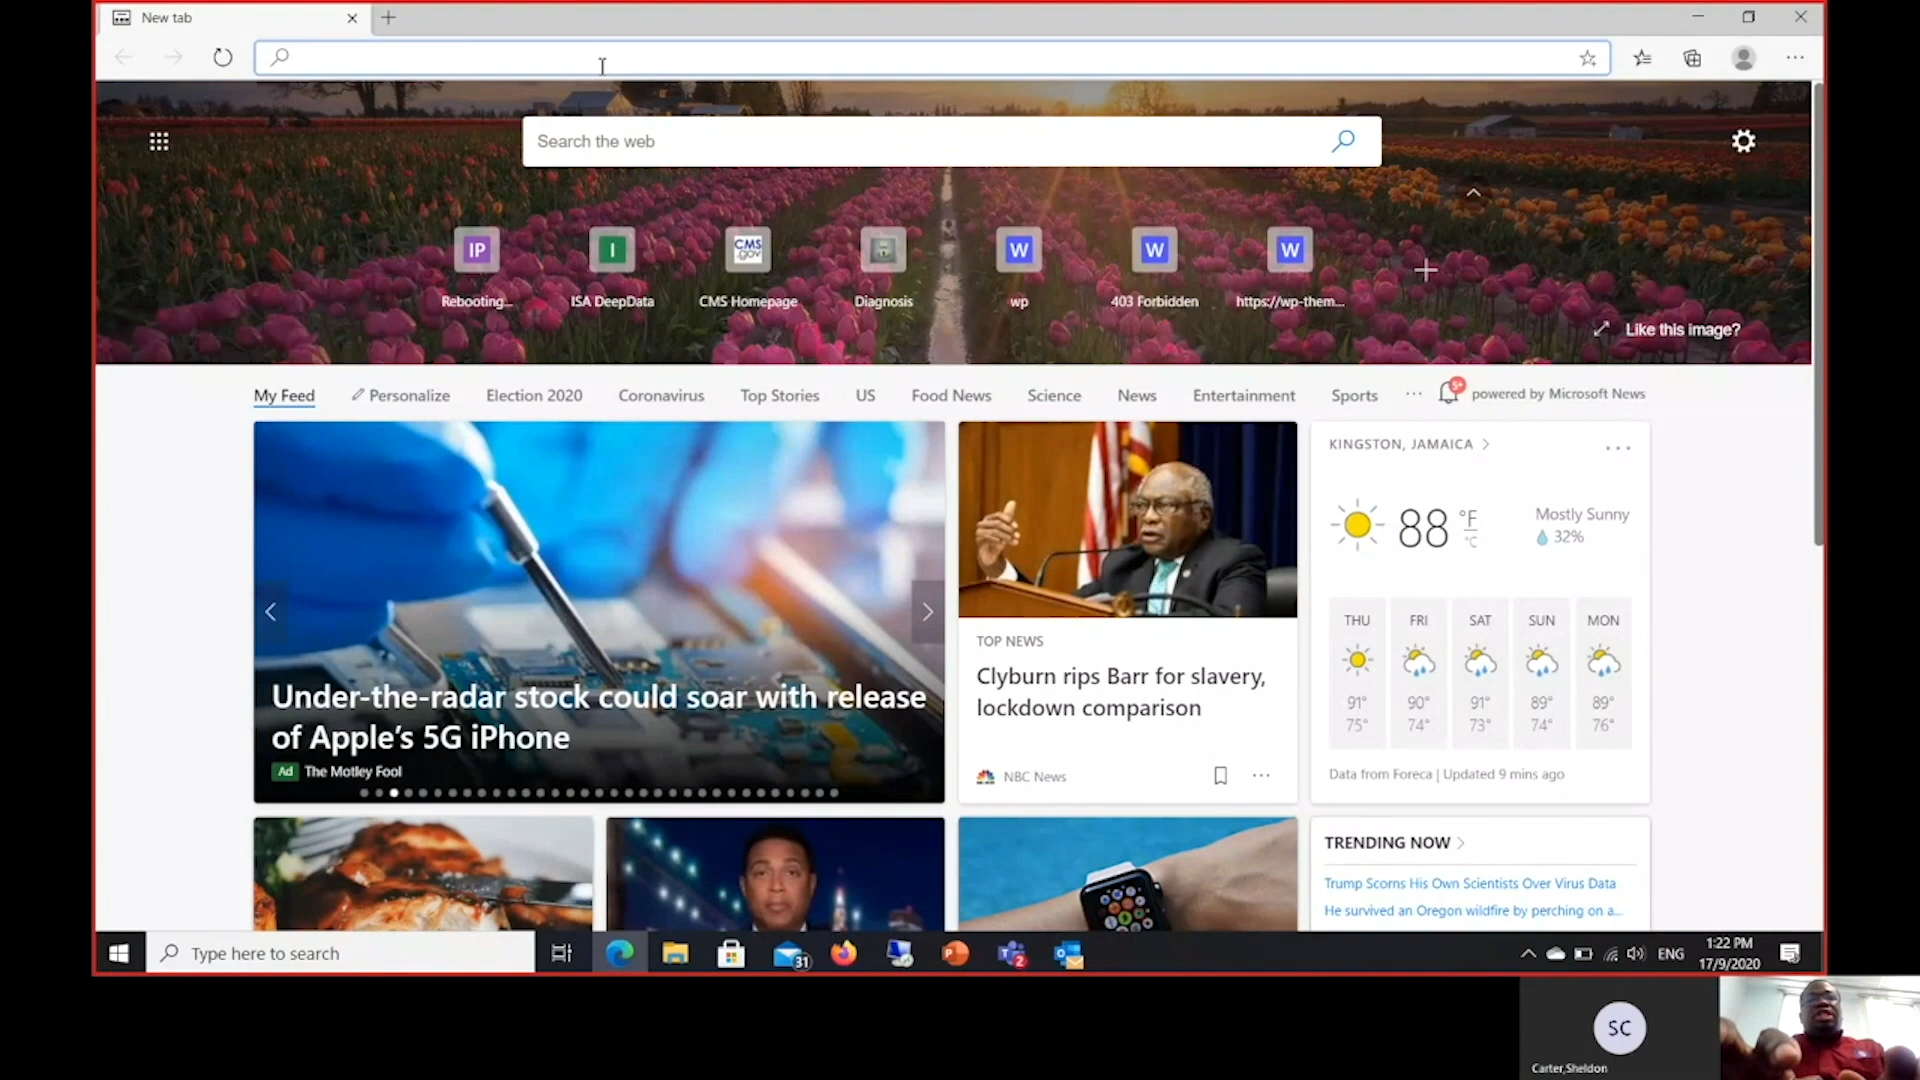 New tab
Search the web
IP
I
CMS
.gov
W
W
W
Rebooting...
ISA DeepData
CMS Homepage
Diagnosis
wp
403 Forbidden
https://wp-them...
Like this image?
My Feed
Personalize
Election 2020
Coronavirus
Top Stories
US
Food News
Science
News
Entertainment
Sports
...
5+
powered by Microsoft News
Under-the-radar stock could soar with release
of Apple's 5G iPhone
Ad The Motley Fool
TOP NEWS
Clyburn rips Barr for slavery,
lockdown comparison
NBC News
KINGSTON, JAMAICA
88 °F
°C
Mostly Sunny
32%
THU FRI SAT SUN MON
91° 90° 91° 89° 89°
75° 74° 73° 74° 76°
Data from Foreca | Updated 9 mins ago
TRENDING NOW
Trump Scorns His Own Scientists Over Virus Data
He survived an Oregon wildfire by perching on a...
Type here to search
31
2
ENG
1:22 PM
17/9/2020
SC
Carter,Sheldon